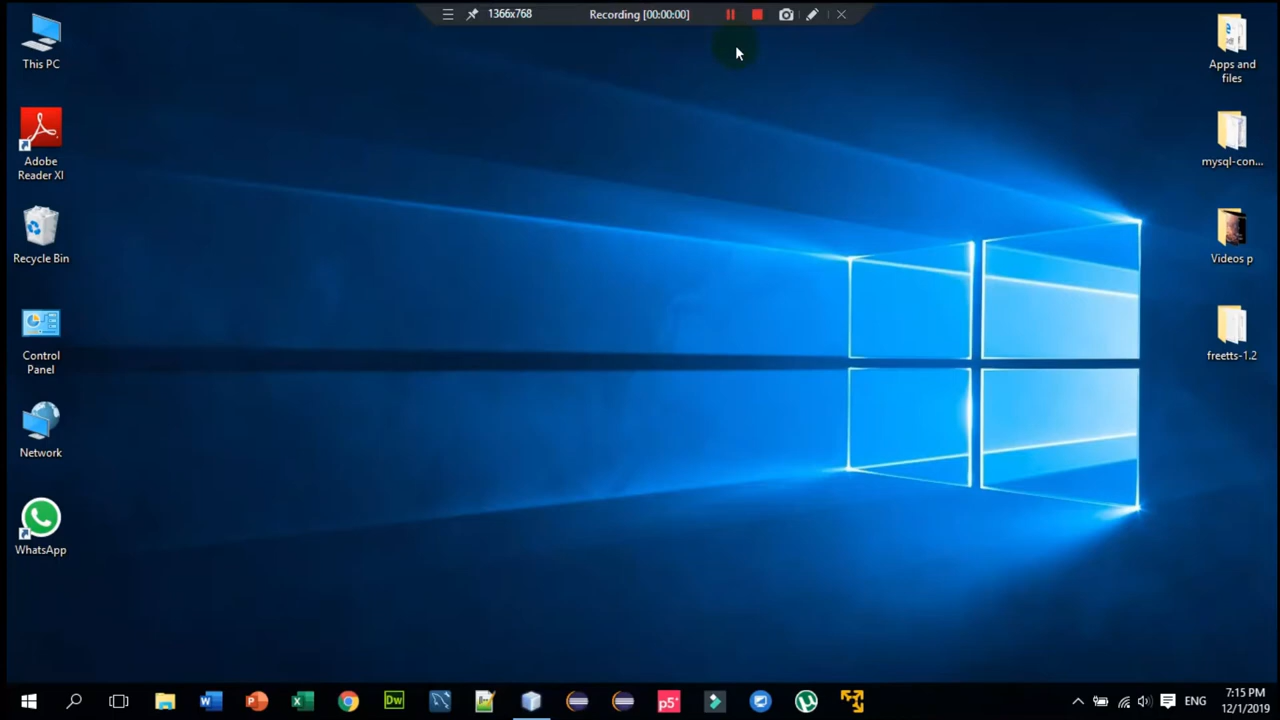 1366x768
Recording [00:00:00]
This PC
Adobe
Reader XI
Recycle Bin
Control
Panel
Network
WhatsApp
Apps and
files
mysql-con...
Videos p
freetts-1.2
Dw
p5*
ENG
7:15 PM
12/1/2019